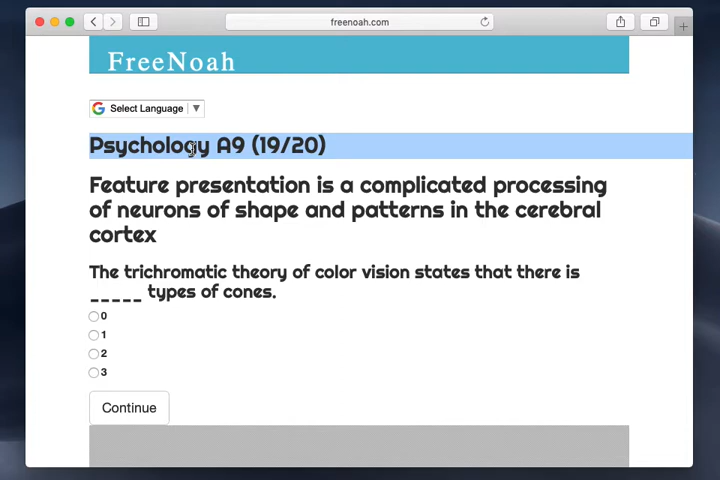 freenoah.com
FreeNoah
Select Language
Psychology A9 (19/20)
Feature presentation is a complicated processing
of neurons of shape and patterns in the cerebral
cortex
The trichromatic theory of color vision states that there is
_____ types of cones.
0
1
2
3
Continue